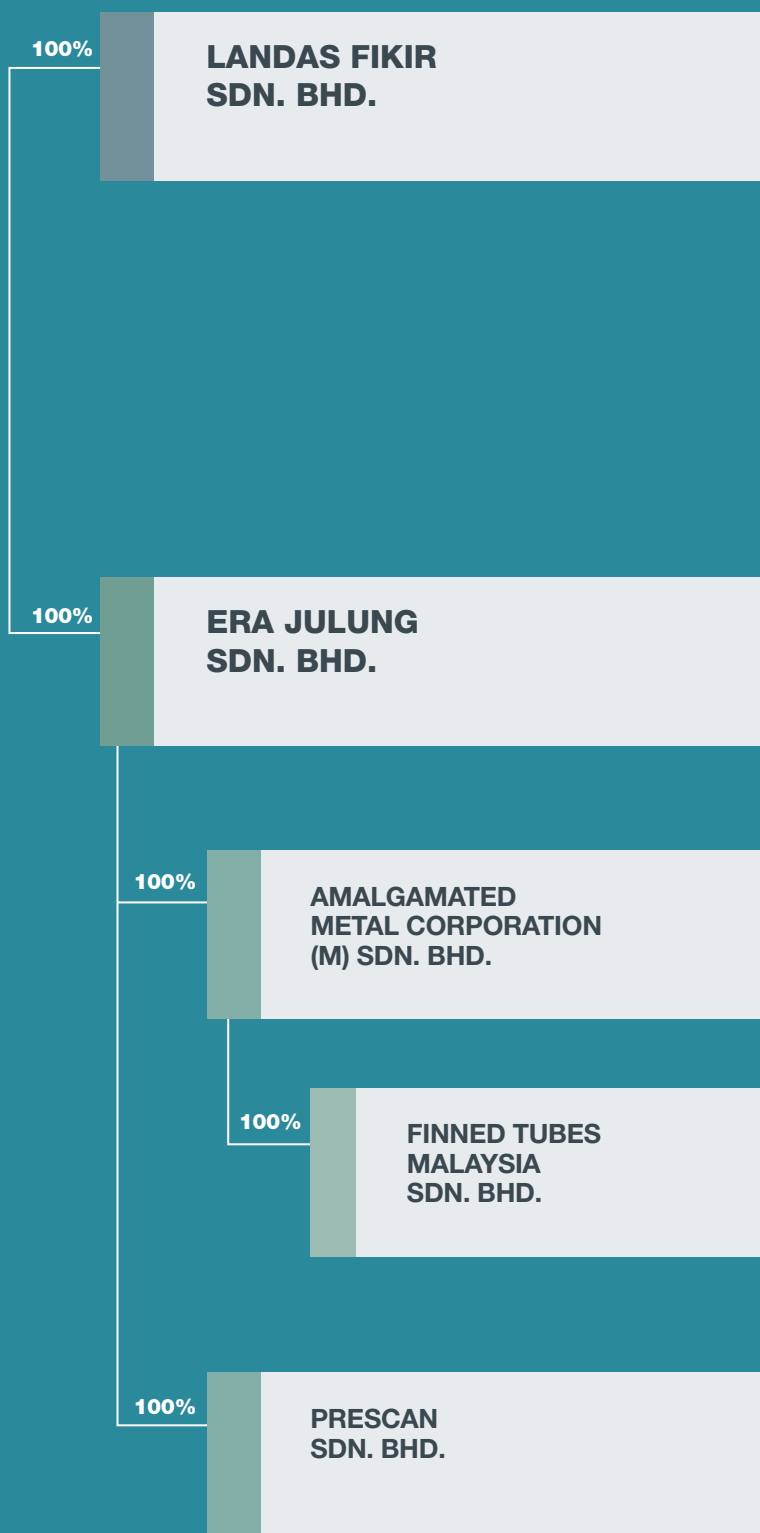 100%
LANDAS FIKIR
SDN. BHD.
100%
ERA JULUNG
SDN. BHD.
100%
AMALGAMATED
METAL CORPORATION
(M) SDN. BHD.
100%
FINNED TUBES
MALAYSIA
SDN. BHD.
100%
PRESCAN
SDN. BHD.